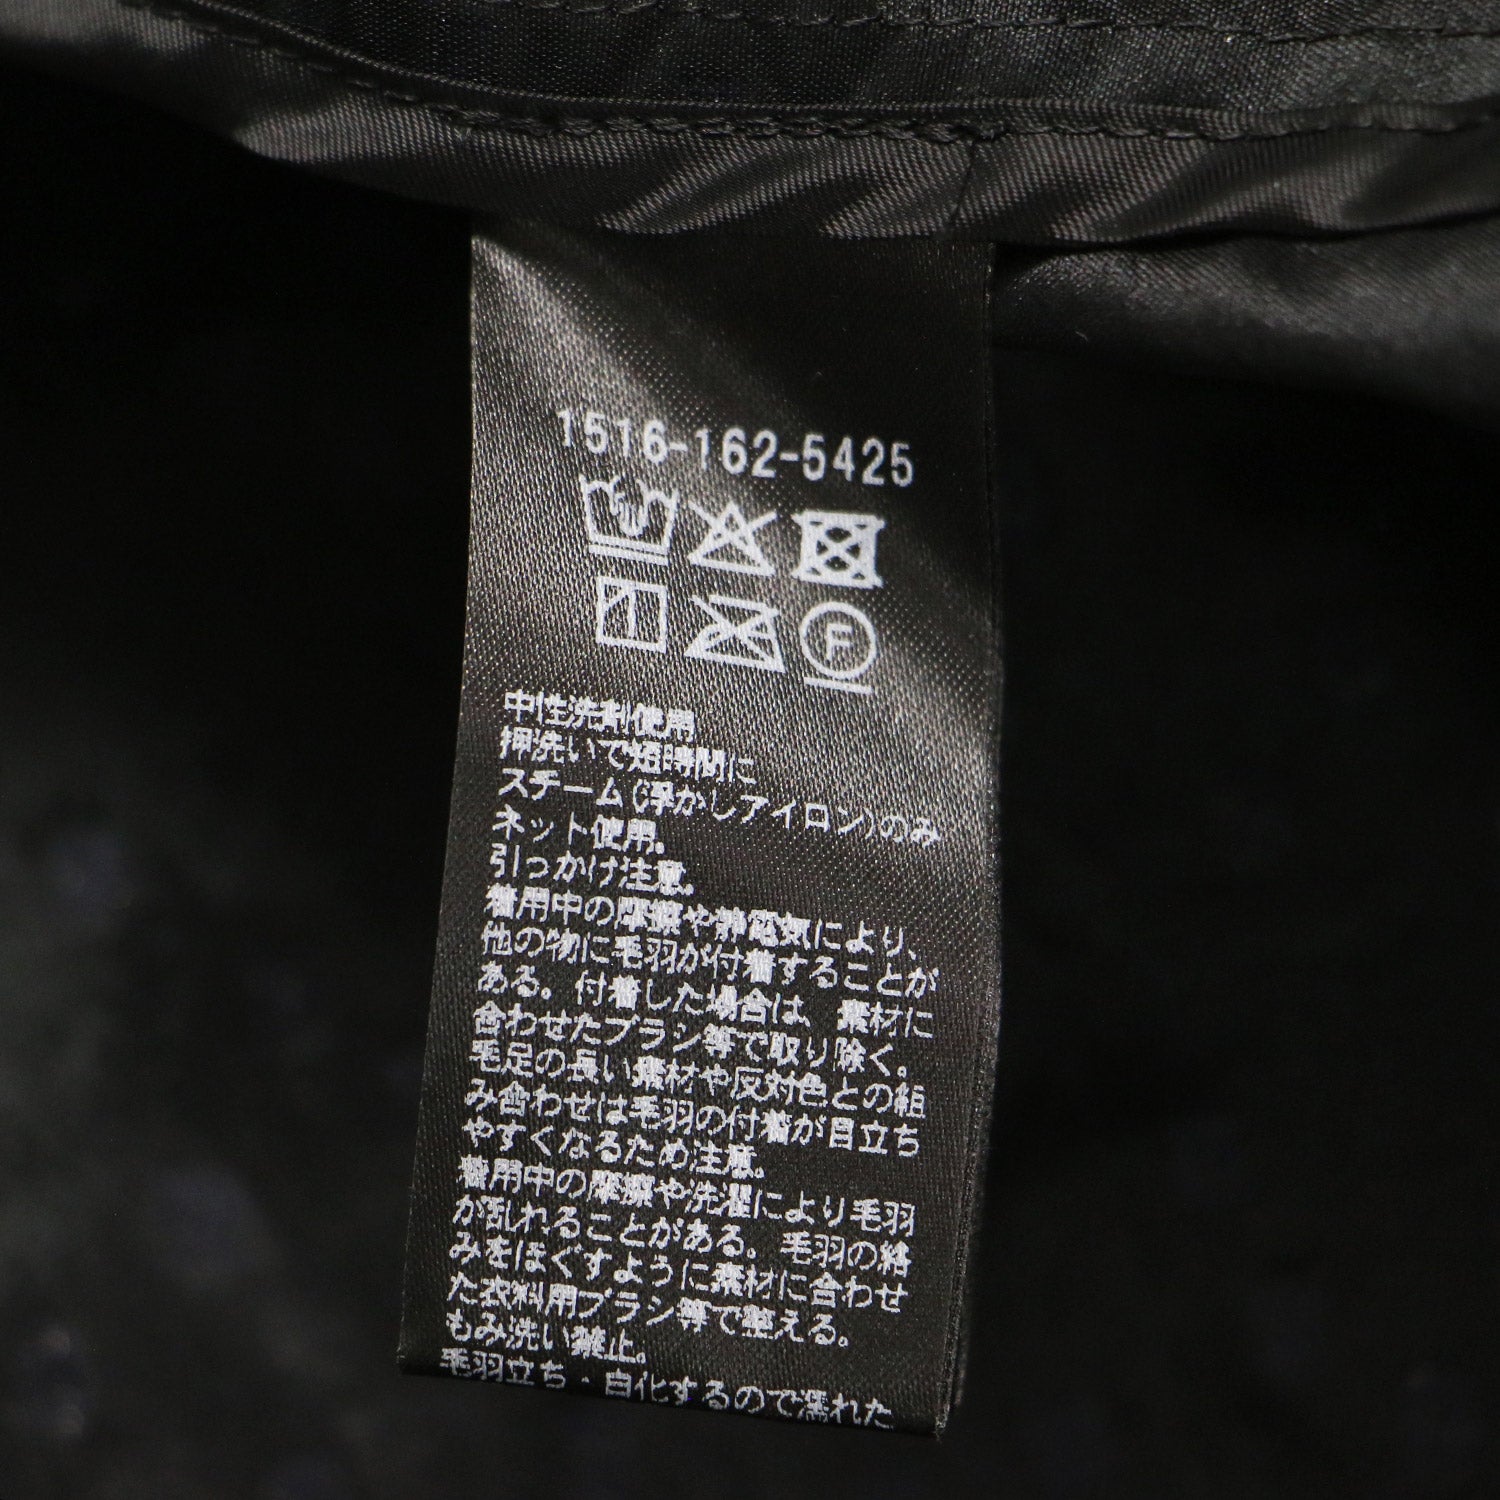 1516-162-5425
F
中性洗剤使用
押洗いで短時間に
スチーム(浮かしアイロン)のみ
ネット使用。
引っかけ注意。
着用中の摩擦や静電気により、
他の物に毛羽が付着することが
ある。付着した場合は、素材に
合わせたブラシ等で取り除く。
毛足の長い素材や反対色との組
み合わせは毛羽の付着が目立ち
やすくなるため注意。
着用中の摩擦や洗濯により毛羽
が乱れることがある。毛羽の絡
みをほぐすように素材に合わせ
た衣料用ブラシ等で整える。
もみ洗い禁止。
毛羽立ち・白化するので濡れた